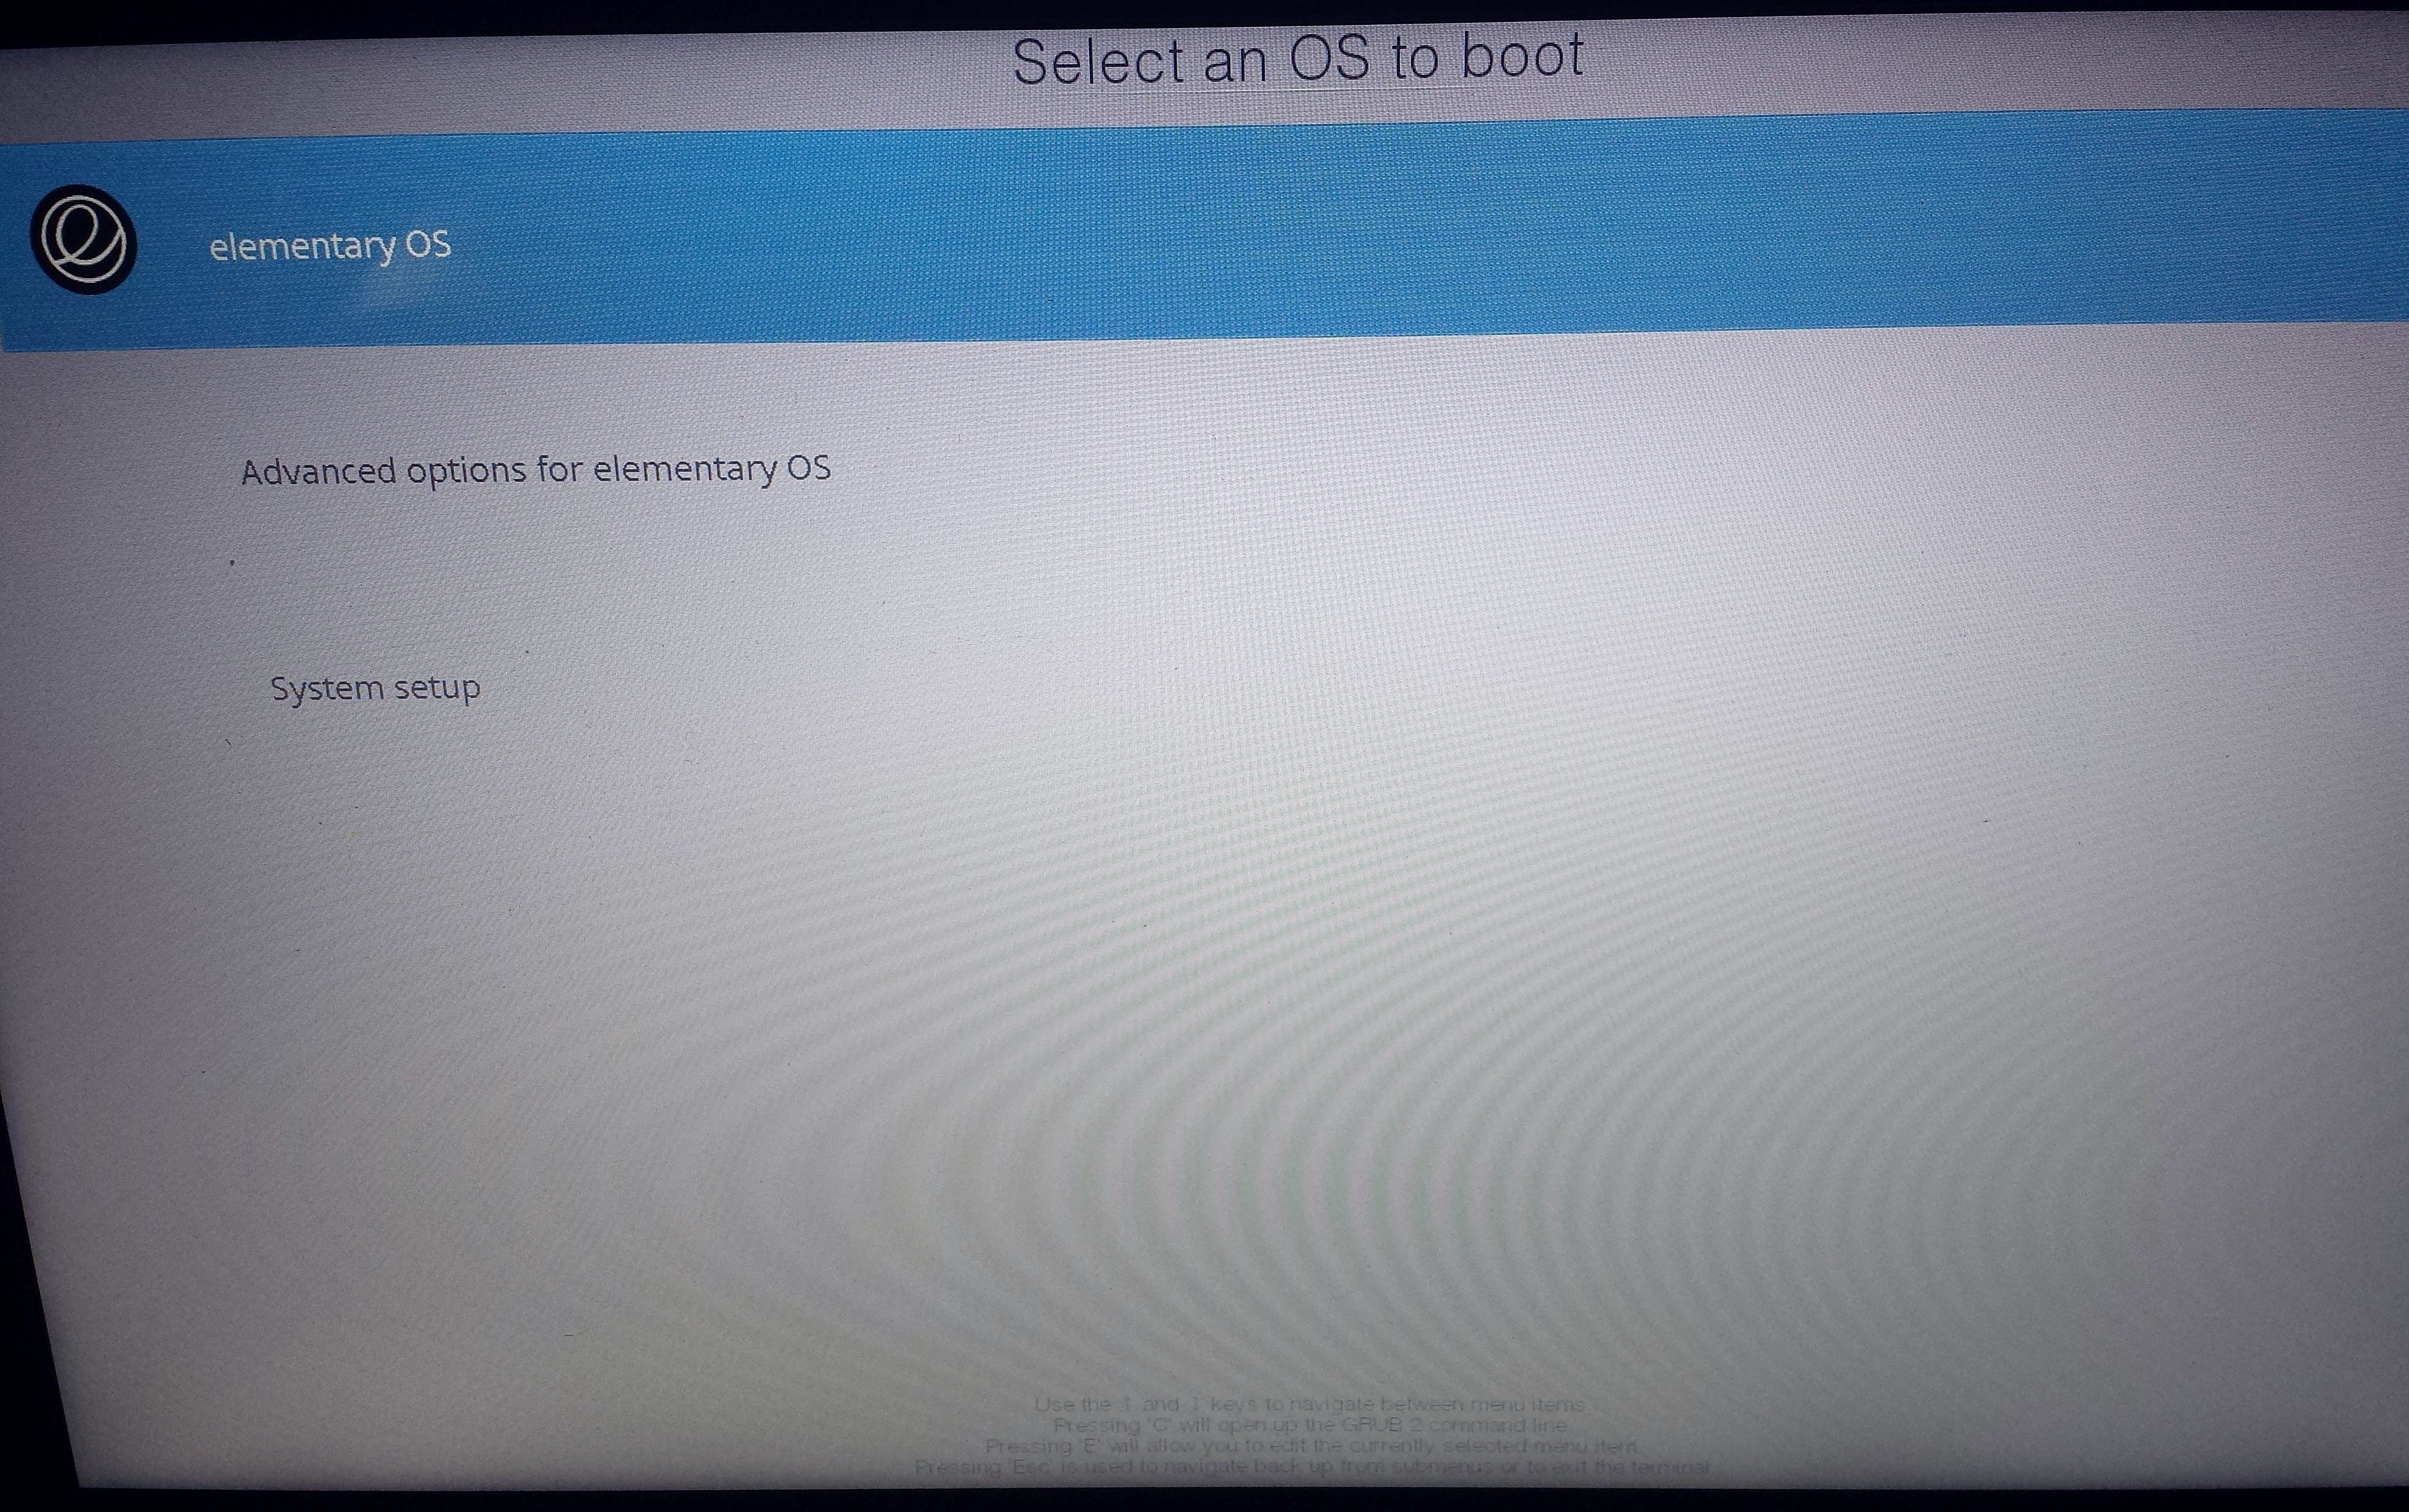 Select an OS to boot
elementary OS
Advanced options for elementary OS
System setup
Use the ↑ and ↓ keys to navigate between menu items
Pressing 'C' will open up the GRUB 2 command line
Pressing 'E' will allow you to edit the currently selected menu item
Pressing 'Esc' is used to navigate back up from submenus or to exit the terminal